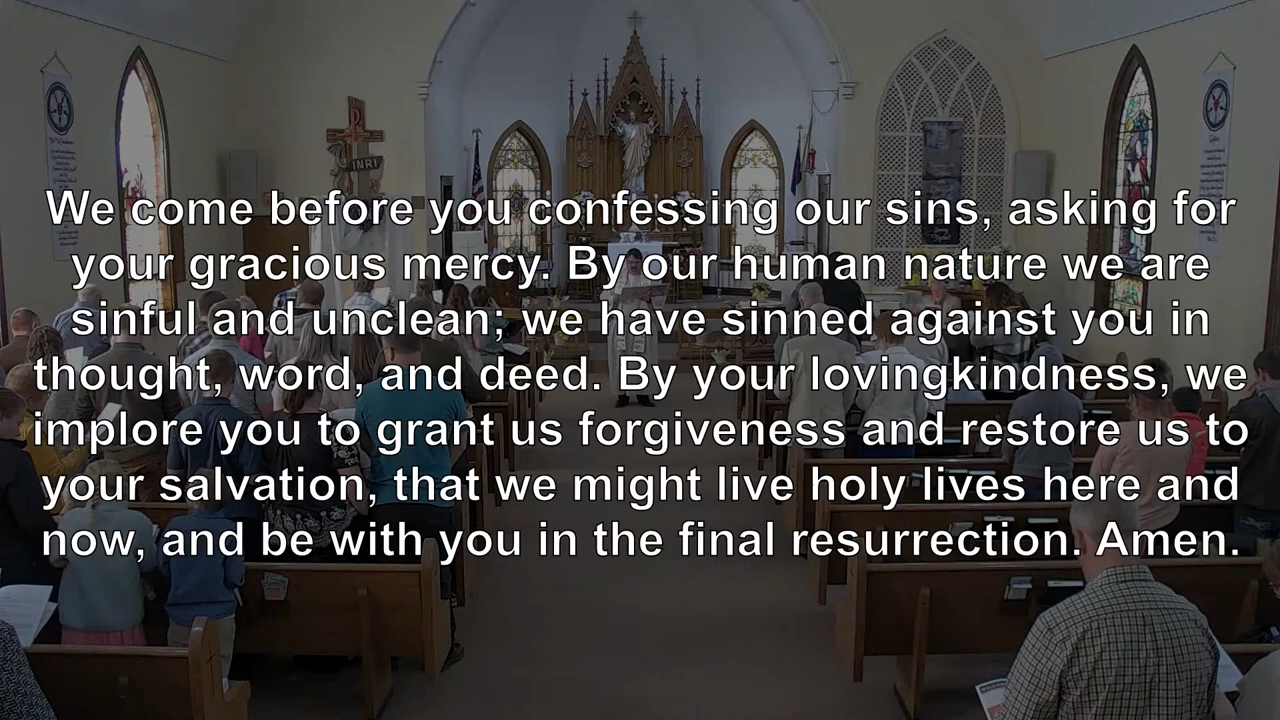 INRI
We come before you confessing our sins, asking for
your gracious mercy. By our human nature we are
sinful and unclean; we have sinned against you in
thought, word, and deed. By your lovingkindness, we
implore you to grant us forgiveness and restore us to
your salvation, that we might live holy lives here and
now, and be with you in the final resurrection. Amen.